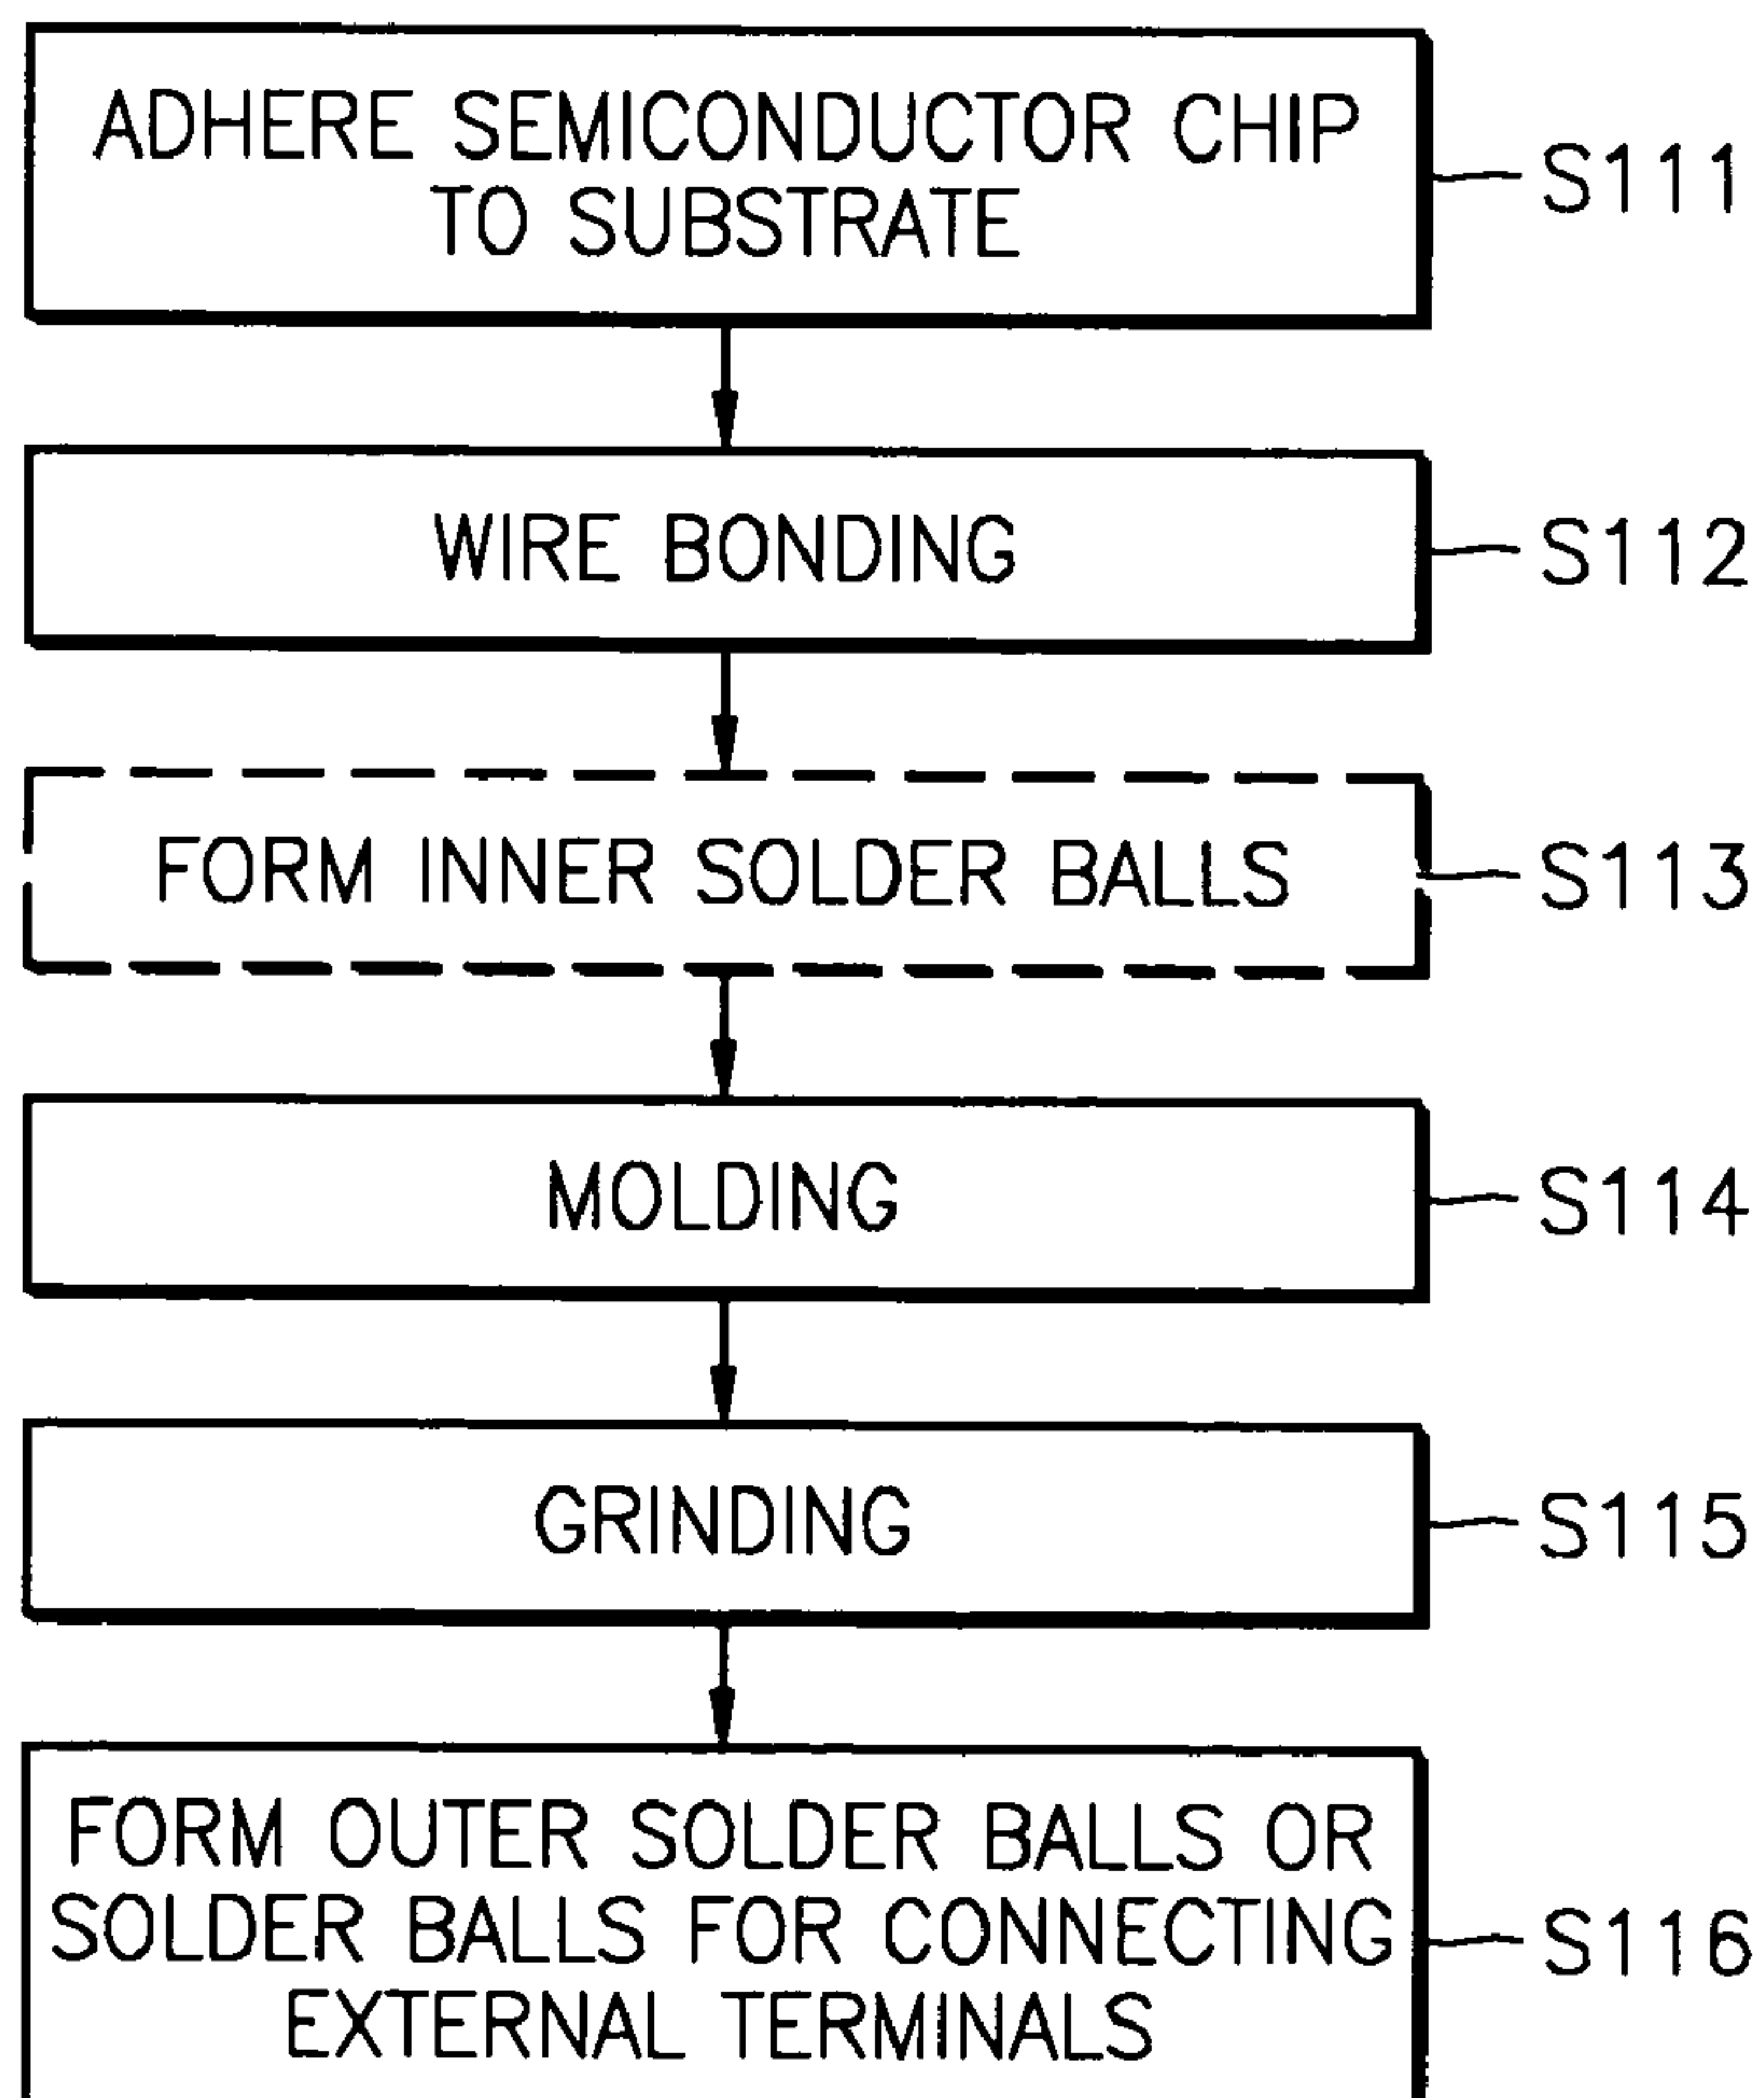 ADHERE SEMICONDUCTOR CHIP
TO SUBSTRATE
S111
WIRE BONDING
S112
FORM INNER SOLDER BALLS
S113
MOLDING
S114
GRINDING
S115
FORM OUTER SOLDER BALLS OR
SOLDER BALLS FOR CONNECTING
EXTERNAL TERMINALS
S116